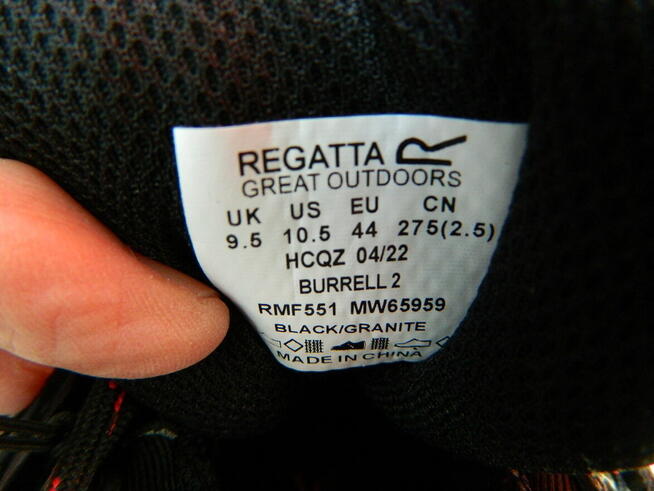 REGATTA
GREAT OUTDOORS
UK US EU CN
9.5 10.5 44 275(2.5)
HCQZ 04/22
BURRELL 2
RMF551 MW65959
BLACK/GRANITE
MADE IN CHINA